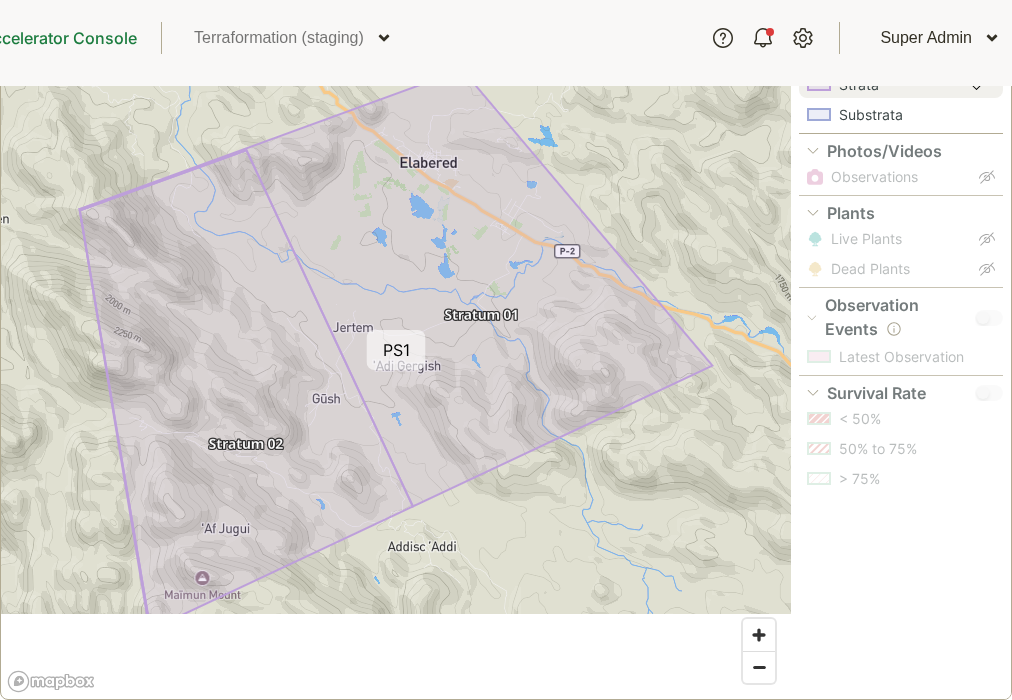 ccelerator Console
Terraformation (staging)
Super Admin
Strata
Substrata
Photos/Videos
Observations
Plants
Live Plants
Dead Plants
Observation
Events
Latest Observation
Survival Rate
< 50%
50% to 75%
> 75%
Elabered
en
P-2
1750 m
2000 m
2250 m
Stratum 01
Jertem
PS1
'Adi Gergish
Gūsh
Stratum 02
'Af Jugui
Addisc 'Addi
Maimun Mount
mapbox